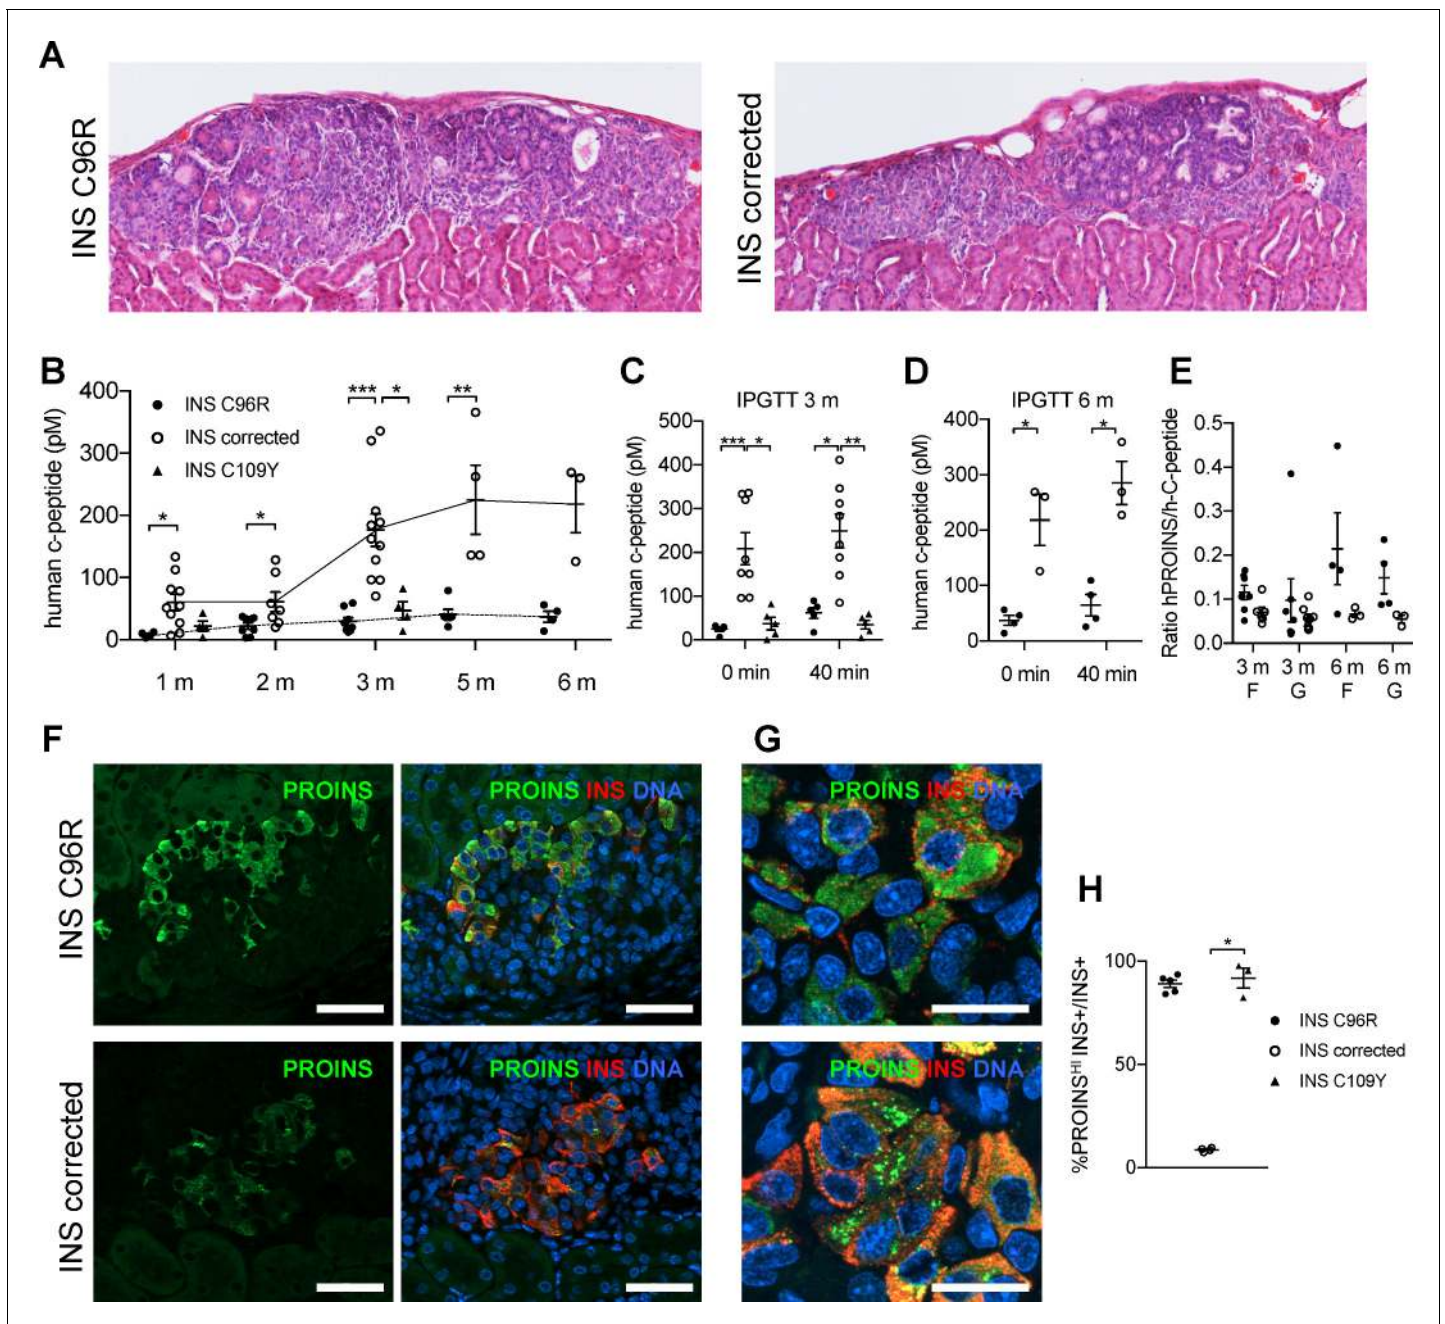 A
INS C96R
INS corrected
B
human c-peptide (pM)
400
300
200
100
0
INS C96R
INS corrected
INS C109Y
*
*
*** *
**
1 m 2 m 3 m 5 m 6 m
C
IPGTT 3 m
human c-peptide (pM)
500
400
300
200
100
0
*** *
* **
0 min 40 min
D
IPGTT 6 m
human c-peptide (pM)
400
300
200
100
0
*
*
0 min 40 min
E
Ratio hPROINS/h-C-peptide
0.5
0.4
0.3
0.2
0.1
0.0
3 m 3 m 6 m 6 m
F G F G
F
INS C96R
PROINS
PROINS INS DNA
INS corrected
PROINS
PROINS INS DNA
G
PROINS INS DNA
PROINS INS DNA
H
%PROINSᴴᴵ INS+/INS+
100
50
0
*
INS C96R
INS corrected
INS C109Y